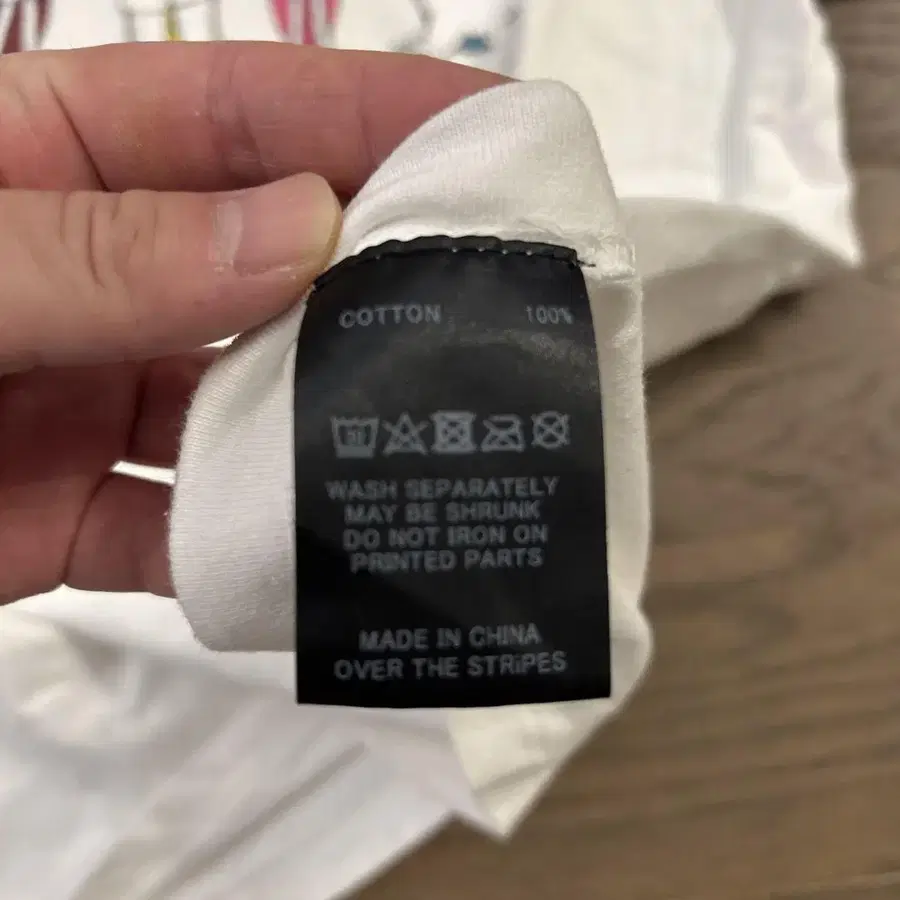 COTTON 100%
WASH SEPARATELY
MAY BE SHRUNK
DO NOT IRON ON
PRINTED PARTS
MADE IN CHINA
OVER THE STRiPES